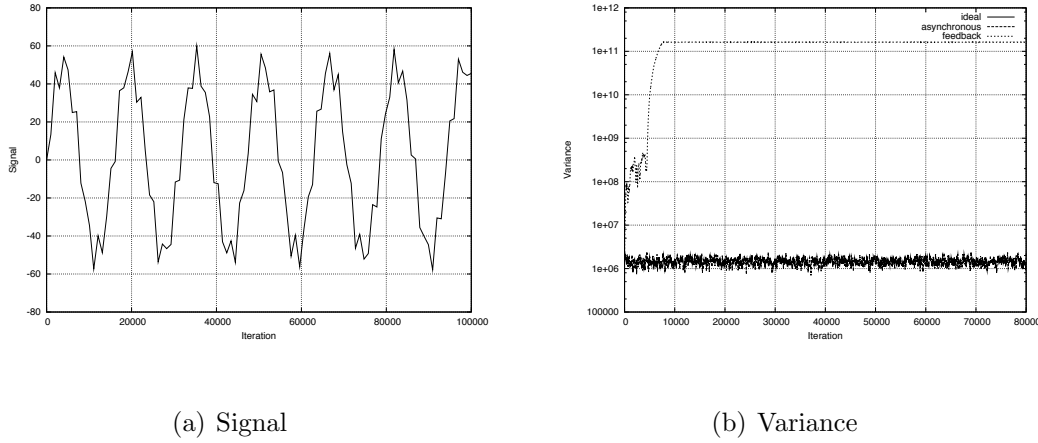 80
60
40
20
0
-20
-40
-60
-80
Signal
0
20000
40000
60000
80000
100000
Iteration
(a) Signal
1e+12
1e+11
1e+10
1e+09
1e+08
1e+07
1e+06
100000
Variance
ideal
asynchronous
feedback
0
10000
20000
30000
40000
50000
60000
70000
80000
Iteration
(b) Variance